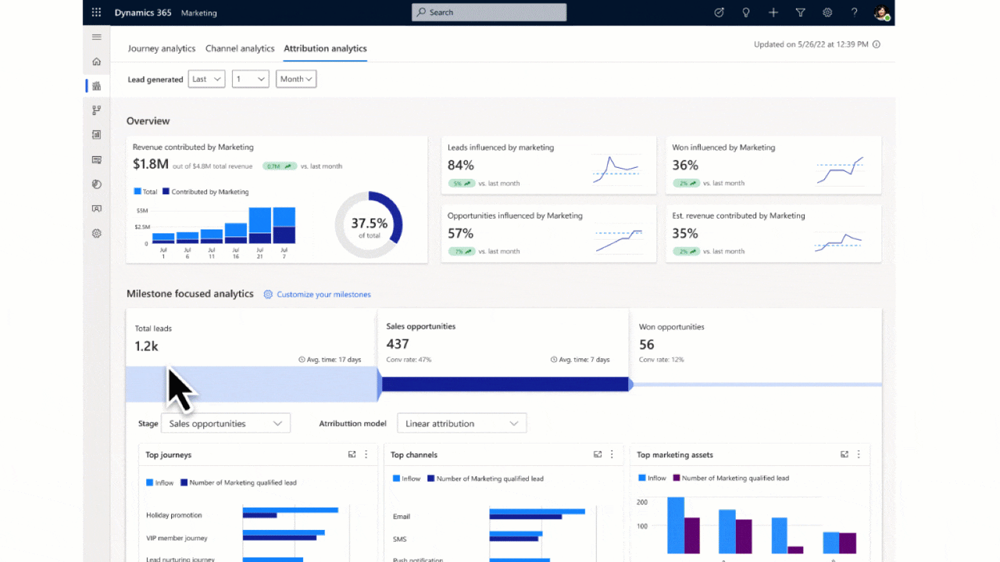 Dynamics 365 Marketing Search
Journey analytics Channel analytics Attribution analytics
Updated on 5/26/22 at 12:39 PM
Lead generated Last 1 Month
Overview
Revenue contributed by Marketing
$1.8M out of $4.8M total revenue 0.7M vs. last month
Total Contributed by Marketing
$5M
$2.5M
0
Jul 1
Jul 6
Jul 11
Jul 16
Jul 21
Jul 7
37.5%
of total
Leads influenced by marketing
84%
5% vs. last month
Won influenced by Marketing
36%
2% vs. last month
Opportunities influenced by Marketing
57%
7% vs. last month
Est. revenue contributed by Marketing
35%
2% vs. last month
Milestone focused analytics Customize your milestones
Total leads
1.2k
Avg. time: 17 days
Sales opportunities
437
Conv rate: 47% Avg. time: 7 days
Won opportunities
56
Conv rate: 12%
Stage Sales opportunities Atrributtion model Linear attribution
Top journeys
Inflow Number of Marketing qualified lead
Holiday promotion
VIP member journey
Lead nurturing journey
Top channels
Inflow Number of Marketing qualified lead
Email
SMS
Push notification
Top marketing assets
Inflow Number of Marketing qualified lead
200
100